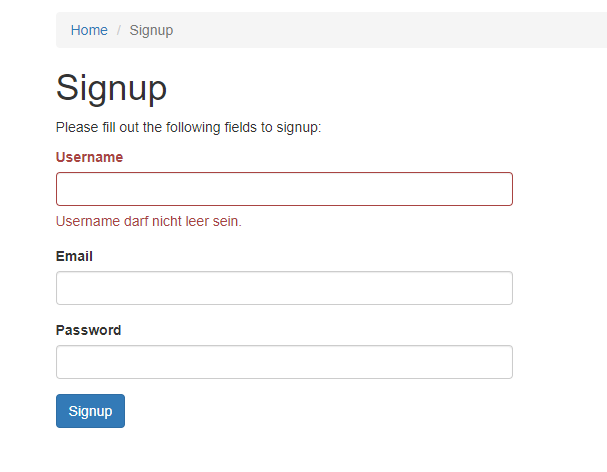 Home / Signup
Signup
Please fill out the following fields to signup:
Username
Username darf nicht leer sein.
Email
Password
Signup